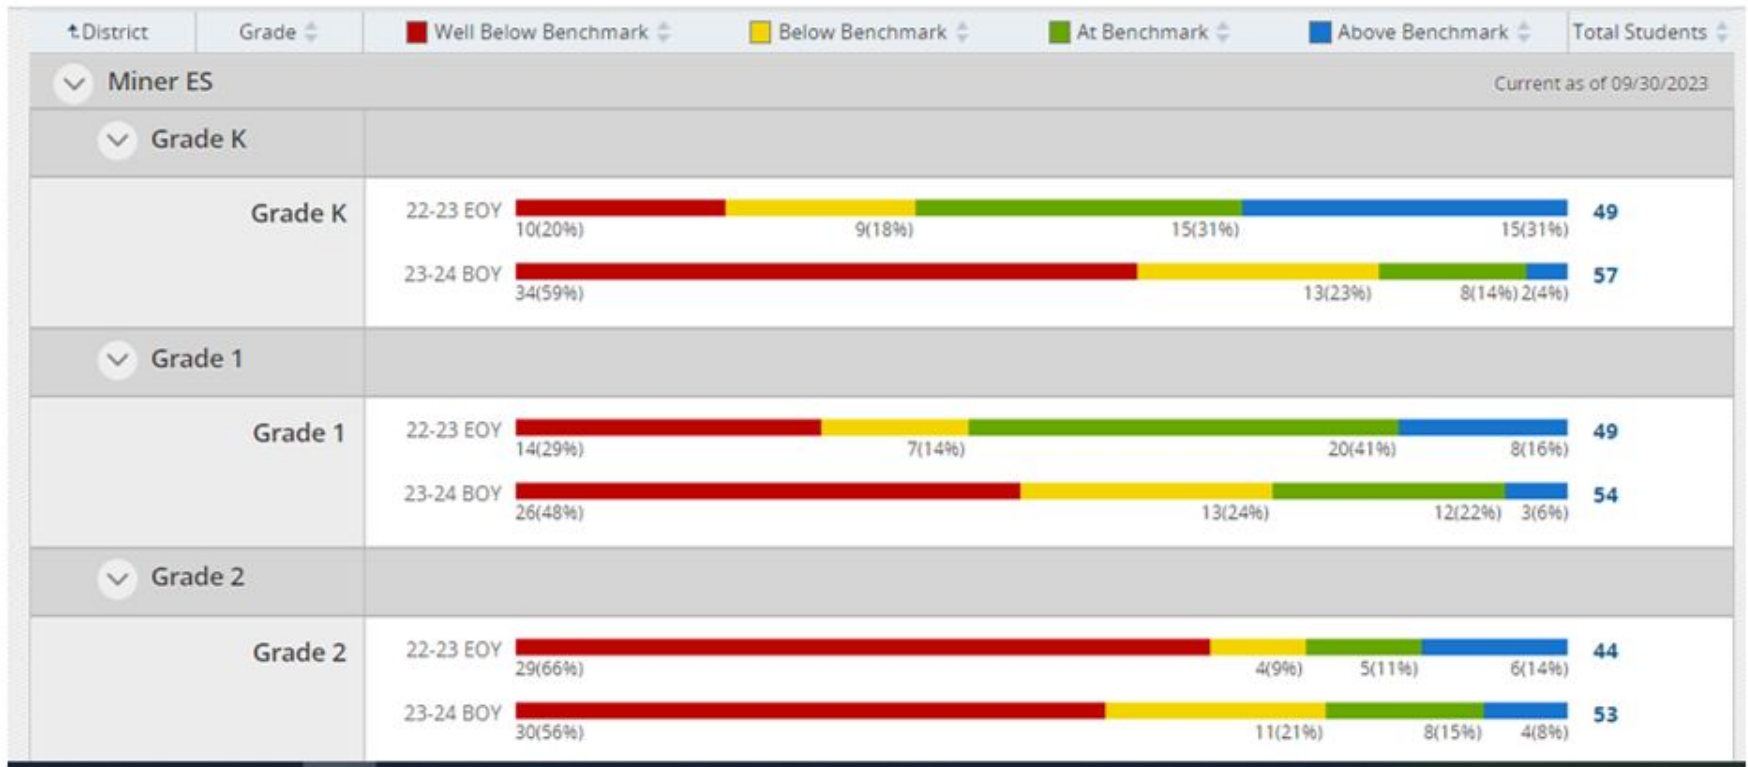 District Grade Well Below Benchmark Below Benchmark At Benchmark Above Benchmark Total Students
Miner ES Current as of 09/30/2023
Grade K
Grade K 22-23 EOY 49
10(20%) 9(18%) 15(31%) 15(31%)
23-24 BOY 57
34(59%) 13(23%) 8(14%) 2(4%)
Grade 1
Grade 1 22-23 EOY 49
14(29%) 7(14%) 20(41%) 8(16%)
23-24 BOY 54
26(48%) 13(24%) 12(22%) 3(6%)
Grade 2
Grade 2 22-23 EOY 44
29(66%) 4(9%) 5(11%) 6(14%)
23-24 BOY 53
30(56%) 11(21%) 8(15%) 4(8%)